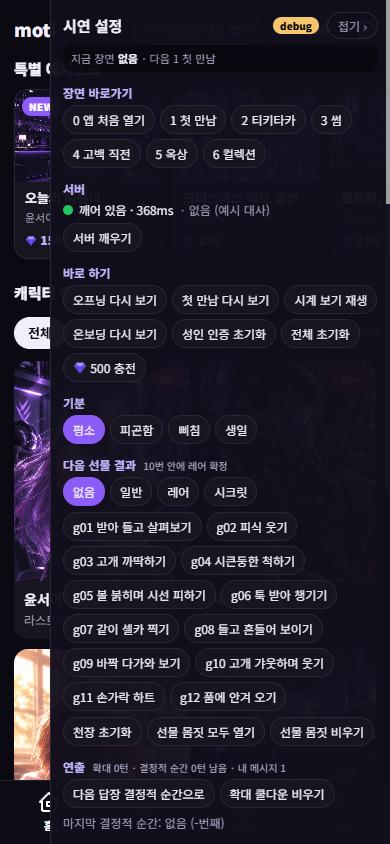 mot
시연 설정
debug
접기 ›
지금 장면 없음 · 다음 1 첫 만남
특별
장면 바로가기
NEW
0 앱 처음 열기
1 첫 만남
2 티키타카
3 썸
4 고백 직전
5 옥상
6 컬렉션
서버
깨어 있음 · 368ms · 없음 (예시 대사)
서버 깨우기
바로 하기
오프닝 다시 보기
첫 만남 다시 보기
시계 보기 재생
전체
온보딩 다시 보기
성인 인증 초기화
전체 초기화
500 충전
기분
평소
피곤함
삐침
생일
다음 선물 결과 10번 안에 레어 확정
없음
일반
레어
시크릿
g01 받아 들고 살펴보기
g02 피식 웃기
g03 고개 까딱하기
g04 시큰둥한 척하기
g05 볼 붉히며 시선 피하기
g06 툭 받아 챙기기
g07 같이 셀카 찍기
g08 들고 흔들어 보이기
g09 바짝 다가와 보기
g10 고개 갸웃하며 웃기
g11 손가락 하트
g12 품에 안겨 오기
천장 초기화
선물 몸짓 모두 열기
선물 몸짓 비우기
연출 확대 0턴 · 결정적 순간 0턴 남음 · 내 메시지 1
다음 답장 결정적 순간으로
확대 쿨다운 비우기
마지막 결정적 순간: 없음 (-번째)